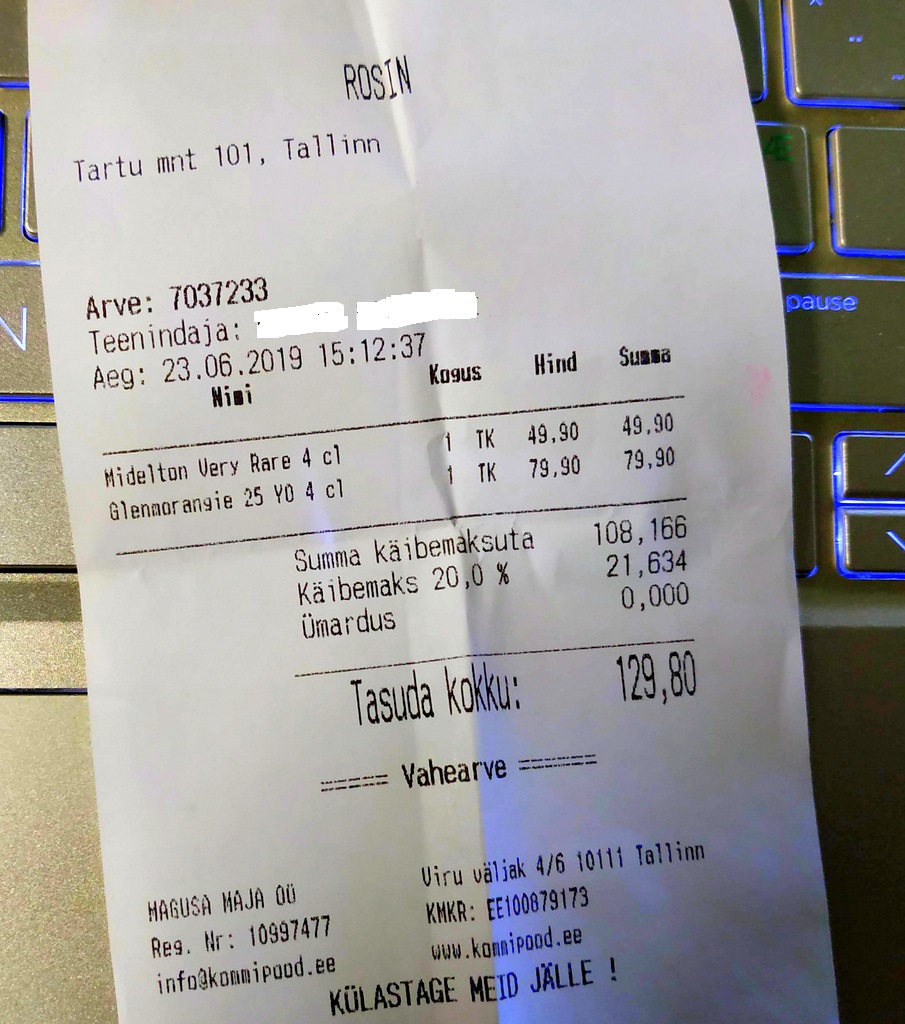 ROSIN
Tartu mnt 101, Tallinn
Arve: 7037233
Teenindaja:
Aeg: 23.06.2019 15:12:37
Nimi Kogus Hind Summa
Midelton Very Rare 4 cl 1 TK 49,90 49,90
Glenmorangie 25 YO 4 cl 1 TK 79,90 79,90
Summa käibemaksuta 108,166
Käibemaks 20,0 % 21,634
Ümardus 0,000
Tasuda kokku: 129,80
===== Vahearve =====
MAGUSA MAJA OÜ Viru väljak 4/6 10111 Tallinn
Reg. Nr: 10997477 KMKR: EE100879173
info@kommipood.ee www.kommipood.ee
KÜLASTAGE MEID JÄLLE !
pause
N